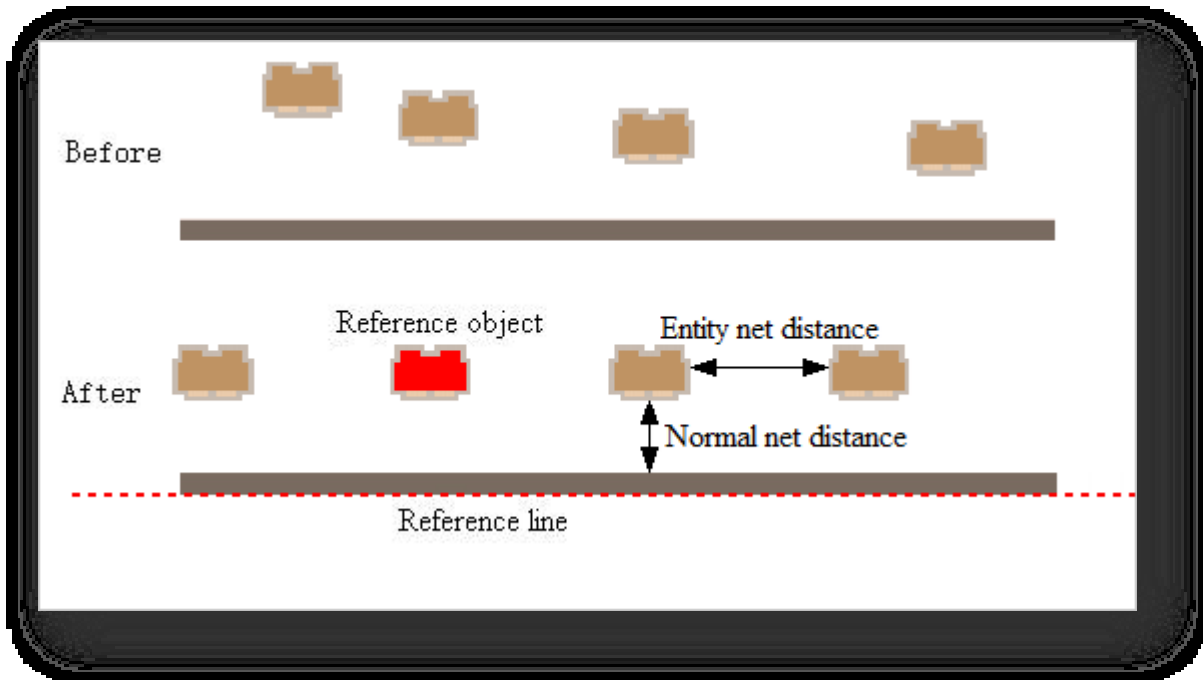 Before
Reference object
Entity net distance
After
Normal net distance
Reference line